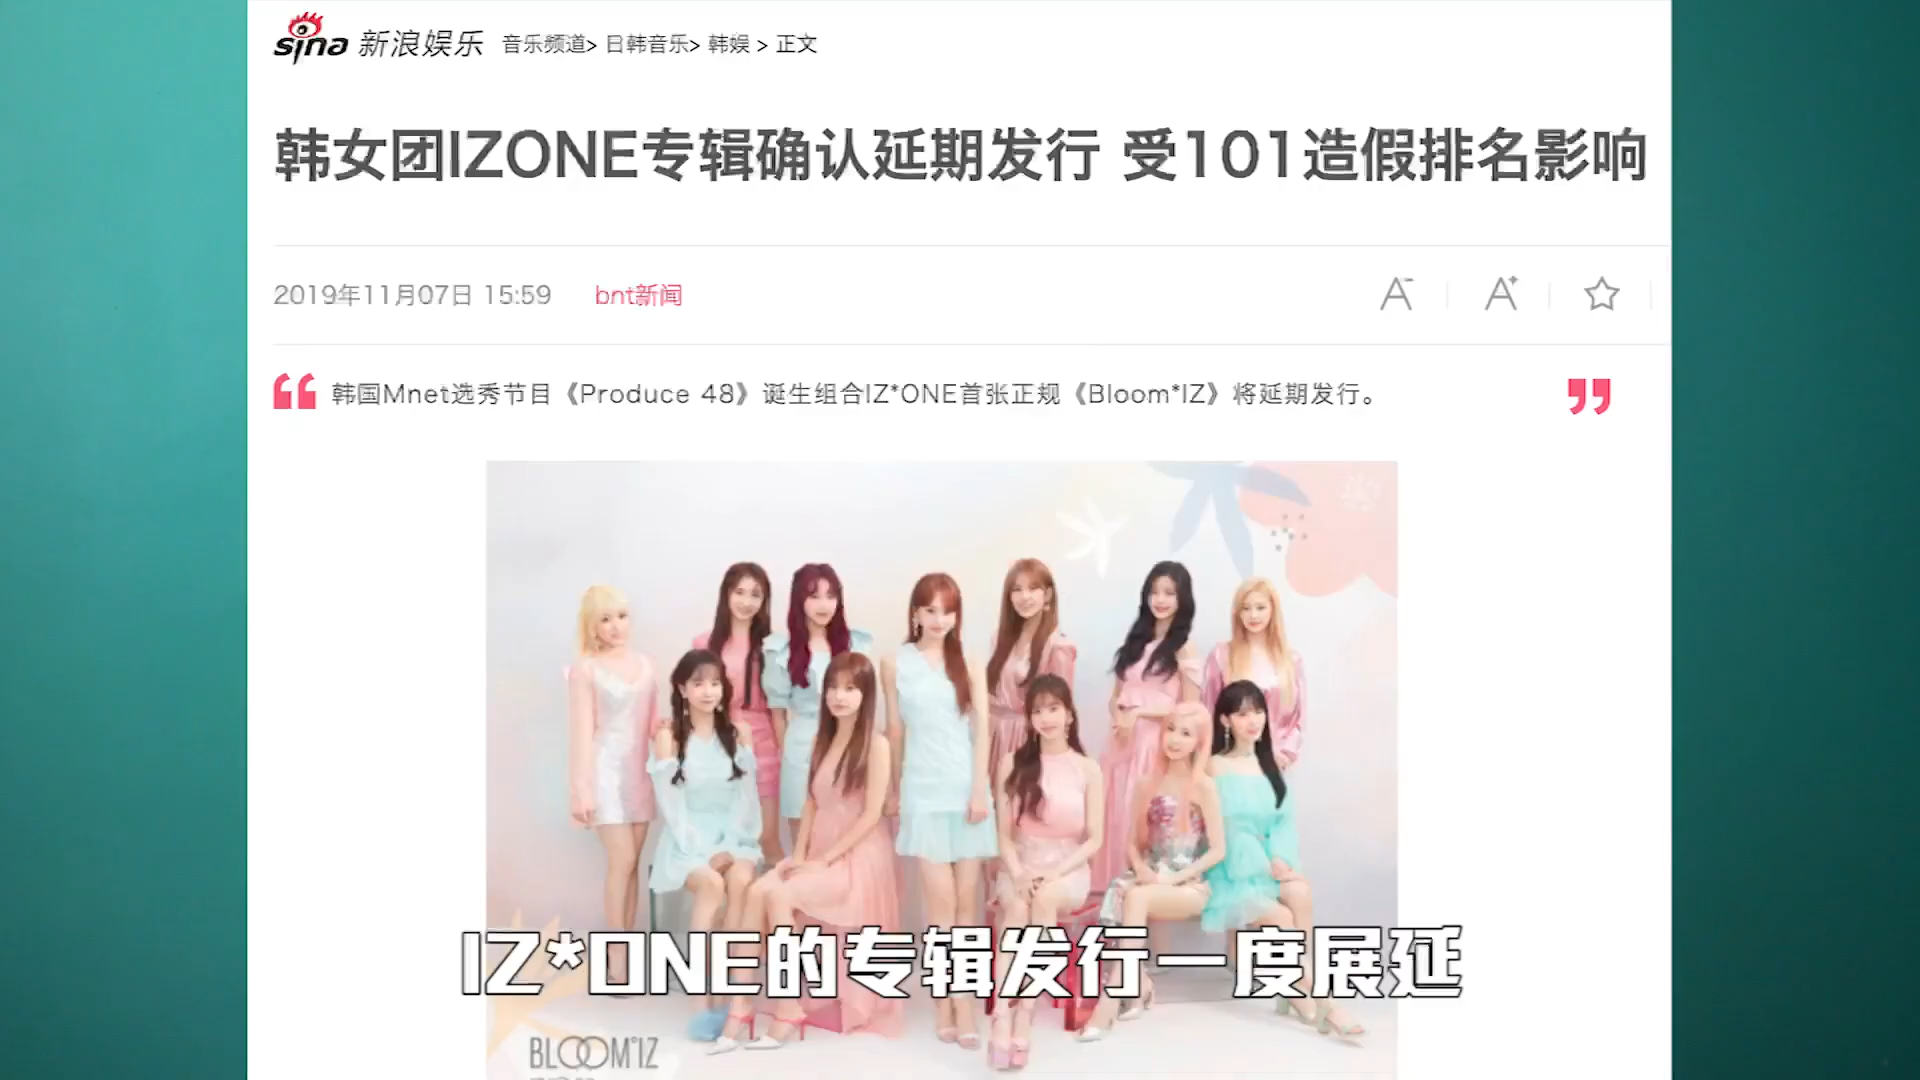 sina 新浪娱乐 音乐频道> 日韩音乐> 韩娱 > 正文
韩女团IZONE专辑确认延期发行 受101造假排名影响
2019年11月07日 15:59 bnt新闻 A- A+
“ 韩国Mnet选秀节目《Produce 48》诞生组合IZ*ONE首张正规《Bloom*IZ》将延期发行。 ”
IZ*ONE的专辑发行一度展延
BLOOM*IZ